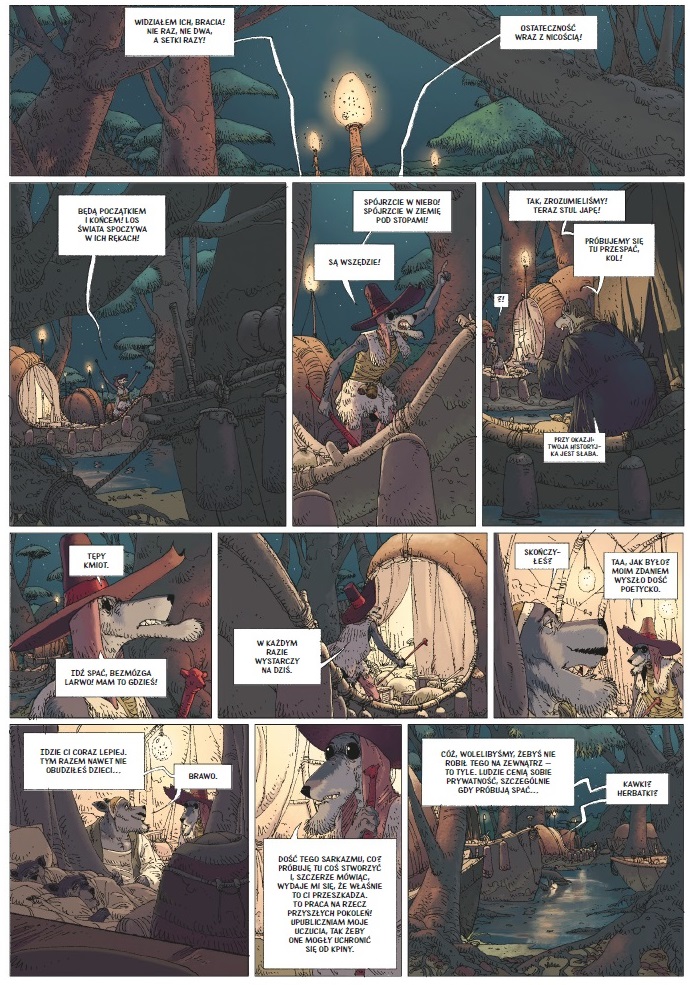 WIDZIAŁEM ICH, BRACIA!
NIE RAZ, NIE DWA,
A SETKI RAZY!
OSTATECZNOŚĆ
WRAZ Z NICOŚCIĄ!
BĘDĄ POCZĄTKIEM
I KOŃCEM! LOS
ŚWIATA SPOCZYWA
W ICH RĘKACH!
SPÓJRZCIE W NIEBO!
SPÓJRZCIE W ZIEMIĘ
POD STOPAMI!
SĄ WSZĘDZIE!
TAK, ZROZUMIELIŚMY!
TERAZ STUL JAPĘ!
PRÓBUJEMY SIĘ
TU PRZESPAĆ,
KOL!
?!
PRZY OKAZJI-
TWOJA HISTORYJ-
KA JEST SŁABA.
TĘPY
KMIOT.
IDŹ SPAĆ, BEZMÓZGA
LARWO! MAM TO GDZIEŚ!
W KAŻDYM
RAZIE
WYSTARCZY
NA DZIŚ.
SKOŃCZY-
ŁEŚ?
TAA, JAK BYŁO?
MOIM ZDANIEM
WYSZŁO DOŚĆ
POETYCKO.
IDZIE CI CORAZ LEPIEJ.
TYM RAZEM NAWET NIE
OBUDZIŁEŚ DZIECI...
BRAWO.
DOŚĆ TEGO SARKAZMU, CO?
PRÓBUJĘ TU COŚ STWORZYĆ
I, SZCZERZE MÓWIĄC,
WYDAJE MI SIĘ, ŻE WŁAŚNIE
TO CI PRZESZKADZA.
TO PRACA NA RZECZ
PRZYSZŁYCH POKOLEŃ!
UPUBLICZNIAM MOJE
UCZUCIA, TAK ŻEBY
ONE MOGŁY UCHRONIĆ
SIĘ OD KPINY.
CÓŻ, WOLELIBYŚMY, ŻEBYŚ NIE
ROBIŁ TEGO NA ZEWNĄTRZ –
TO TYLE. LUDZIE CENIĄ SOBIE
PRYWATNOŚĆ, SZCZEGÓLNIE
GDY PRÓBUJĄ SPAĆ...
KAWKI?
HERBATKI?